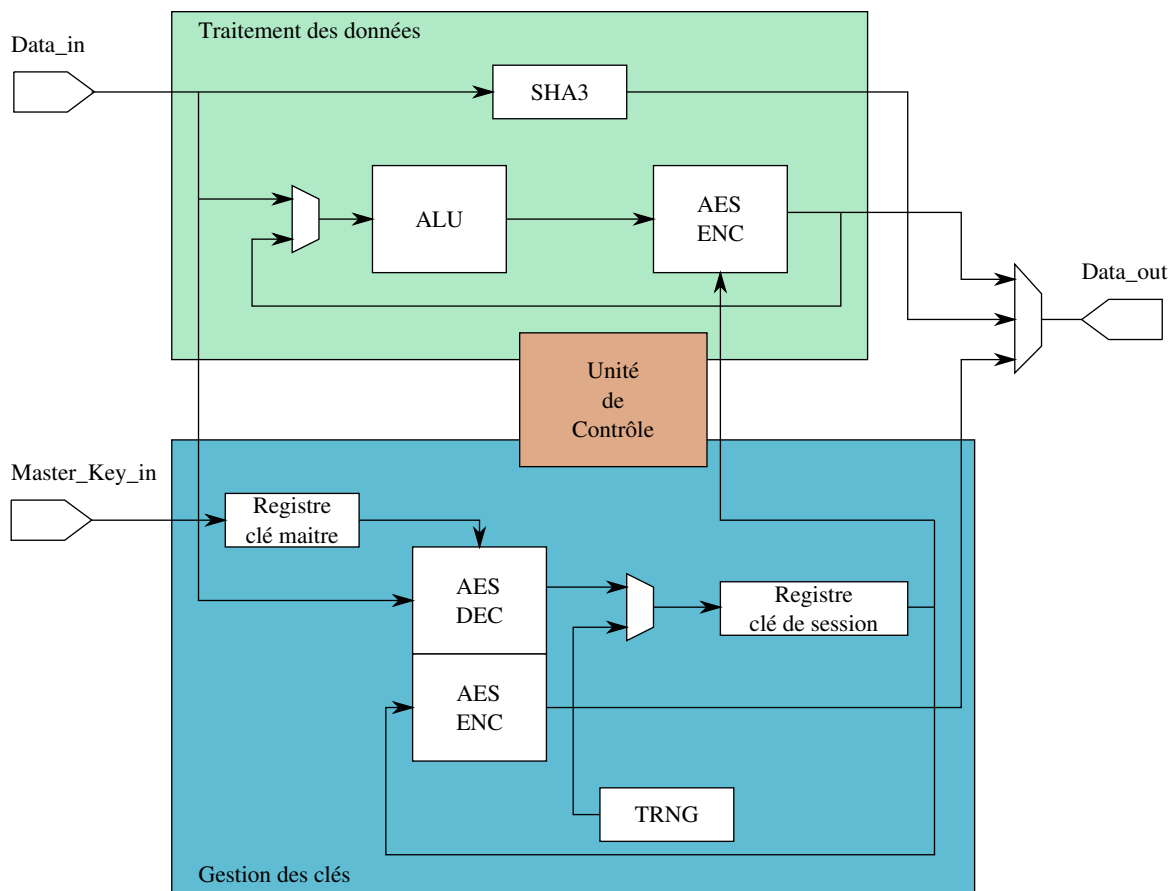 Traitement des données
Data_in
SHA3
ALU
AES
ENC
Data_out
Unité
de
Contrôle
Master_Key_in
Registre
clé maitre
AES
DEC
Registre
clé de session
AES
ENC
TRNG
Gestion des clés